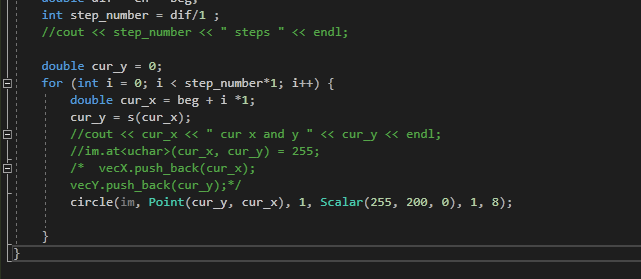 int step_number = dif/1 ;
//cout << step_number << " steps " << endl;
double cur_y = 0;
for (int i = 0; i < step_number*1; i++) {
double cur_x = beg + i *1;
cur_y = s(cur_x);
//cout << cur_x << " cur x and y " << cur_y << endl;
//im.at<uchar>(cur_x, cur_y) = 255;
/*  vecX.push_back(cur_x);
vecY.push_back(cur_y);*/
circle(im, Point(cur_y, cur_x), 1, Scalar(255, 200, 0), 1, 8);
}
}